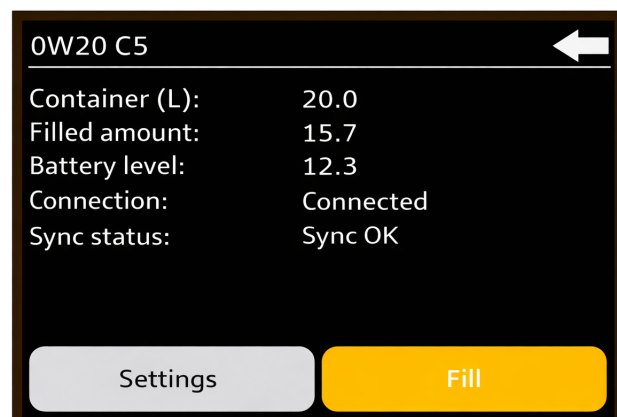 0W20 C5
Container (L): 20.0
Filled amount: 15.7
Battery level: 12.3
Connection: Connected
Sync status: Sync OK
Settings Fill